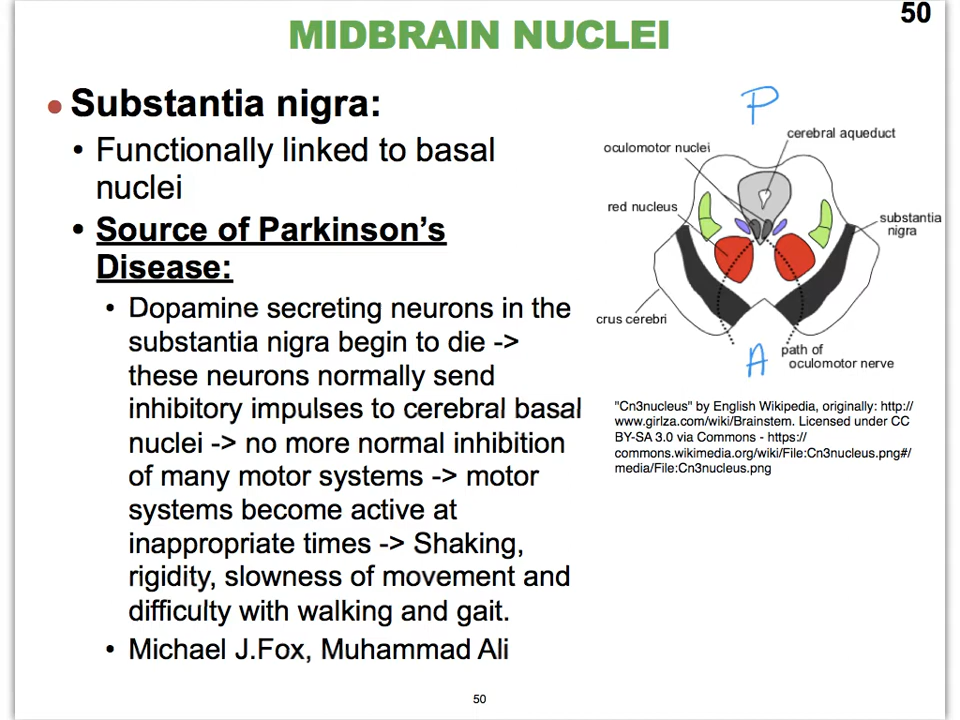 50
MIDBRAIN NUCLEI
• Substantia nigra:
• Functionally linked to basal
nuclei
• Source of Parkinson’s
Disease:
• Dopamine secreting neurons in the
substantia nigra begin to die ->
these neurons normally send
inhibitory impulses to cerebral basal
nuclei -> no more normal inhibition
of many motor systems -> motor
systems become active at
inappropriate times -> Shaking,
rigidity, slowness of movement and
difficulty with walking and gait.
• Michael J.Fox, Muhammad Ali
P
cerebral aqueduct
oculomotor nuclei
red nucleus
substantia
nigra
crus cerebri
A
path of
oculomotor nerve
"Cn3nucleus" by English Wikipedia, originally: http://
www.girlza.com/wiki/Brainstem. Licensed under CC
BY-SA 3.0 via Commons - https://
commons.wikimedia.org/wiki/File:Cn3nucleus.png#/
media/File:Cn3nucleus.png
50